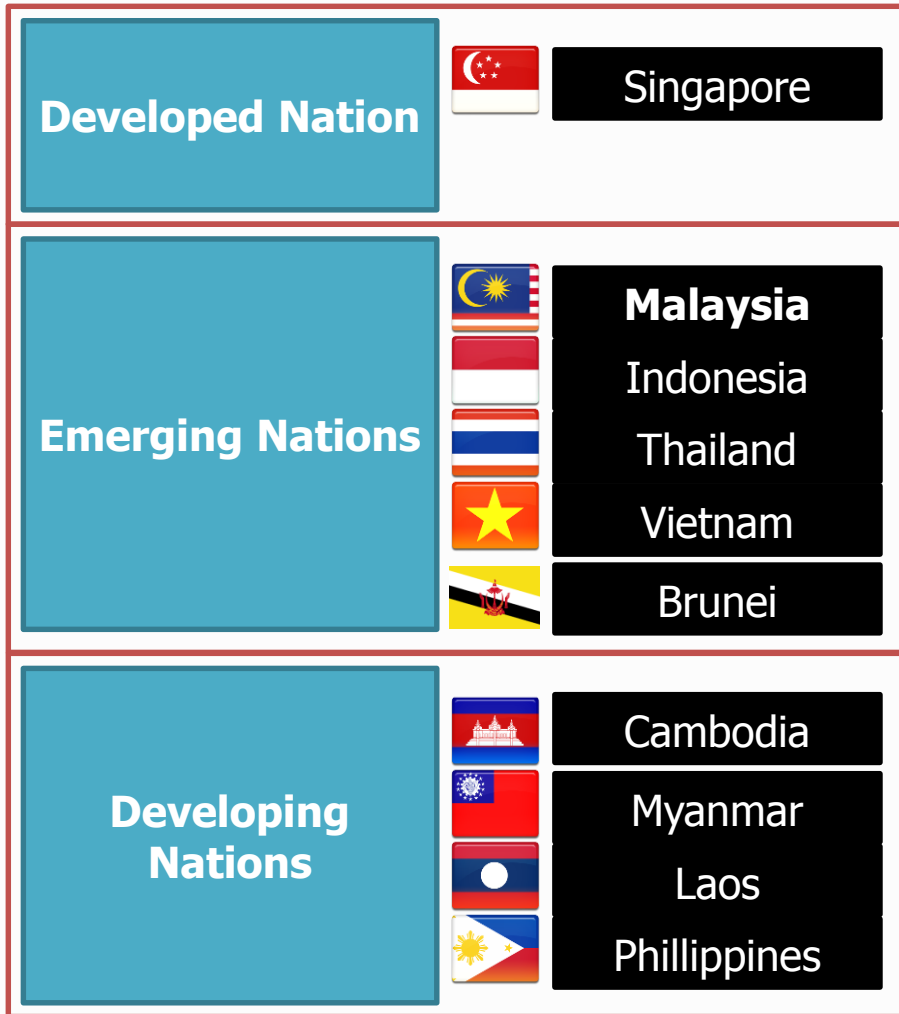 Developed Nation
Singapore
Emerging Nations
Malaysia
Indonesia
Thailand
Vietnam
Brunei
Developing
Nations
Cambodia
Myanmar
Laos
Phillippines